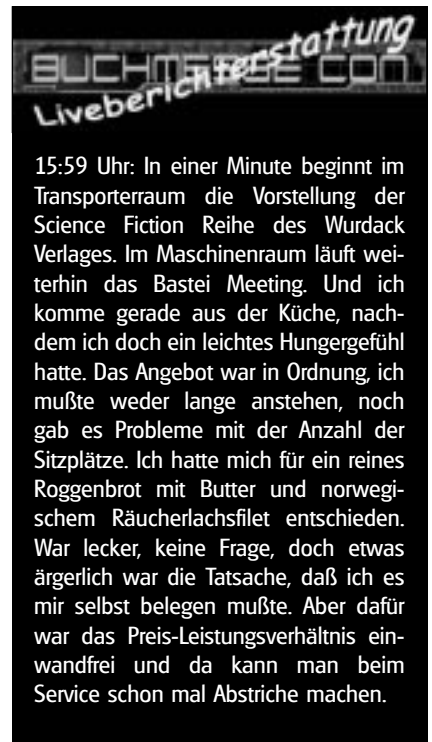 BUCHMESSE CON
Liveberichterstattung
15:59 Uhr: In einer Minute beginnt im
Transporterraum die Vorstellung der
Science Fiction Reihe des Wurdack
Verlages. Im Maschinenraum läuft wei-
terhin das Bastei Meeting. Und ich
komme gerade aus der Küche, nach-
dem ich doch ein leichtes Hungergefühl
hatte. Das Angebot war in Ordnung, ich
mußte weder lange anstehen, noch
gab es Probleme mit der Anzahl der
Sitzplätze. Ich hatte mich für ein reines
Roggenbrot mit Butter und norwegi-
schem Räucherlachsfilet entschieden.
War lecker, keine Frage, doch etwas
ärgerlich war die Tatsache, daß ich es
mir selbst belegen mußte. Aber dafür
war das Preis-Leistungsverhältnis ein-
wandfrei und da kann man beim
Service schon mal Abstriche machen.